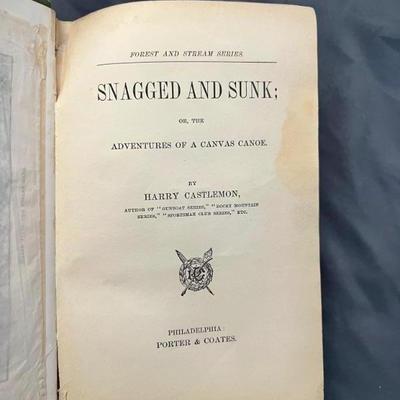 FOREST AND STREAM SERIES.
SNAGGED AND SUNK;
OR, THE
ADVENTURES OF A CANVAS CANOE.
BY
HARRY CASTLEMON,
AUTHOR OF "GUNBOAT SERIES," "ROCKY MOUNTAIN
SERIES," "SPORTSMAN CLUB SERIES," ETC.
PHILADELPHIA:
PORTER & COATES.